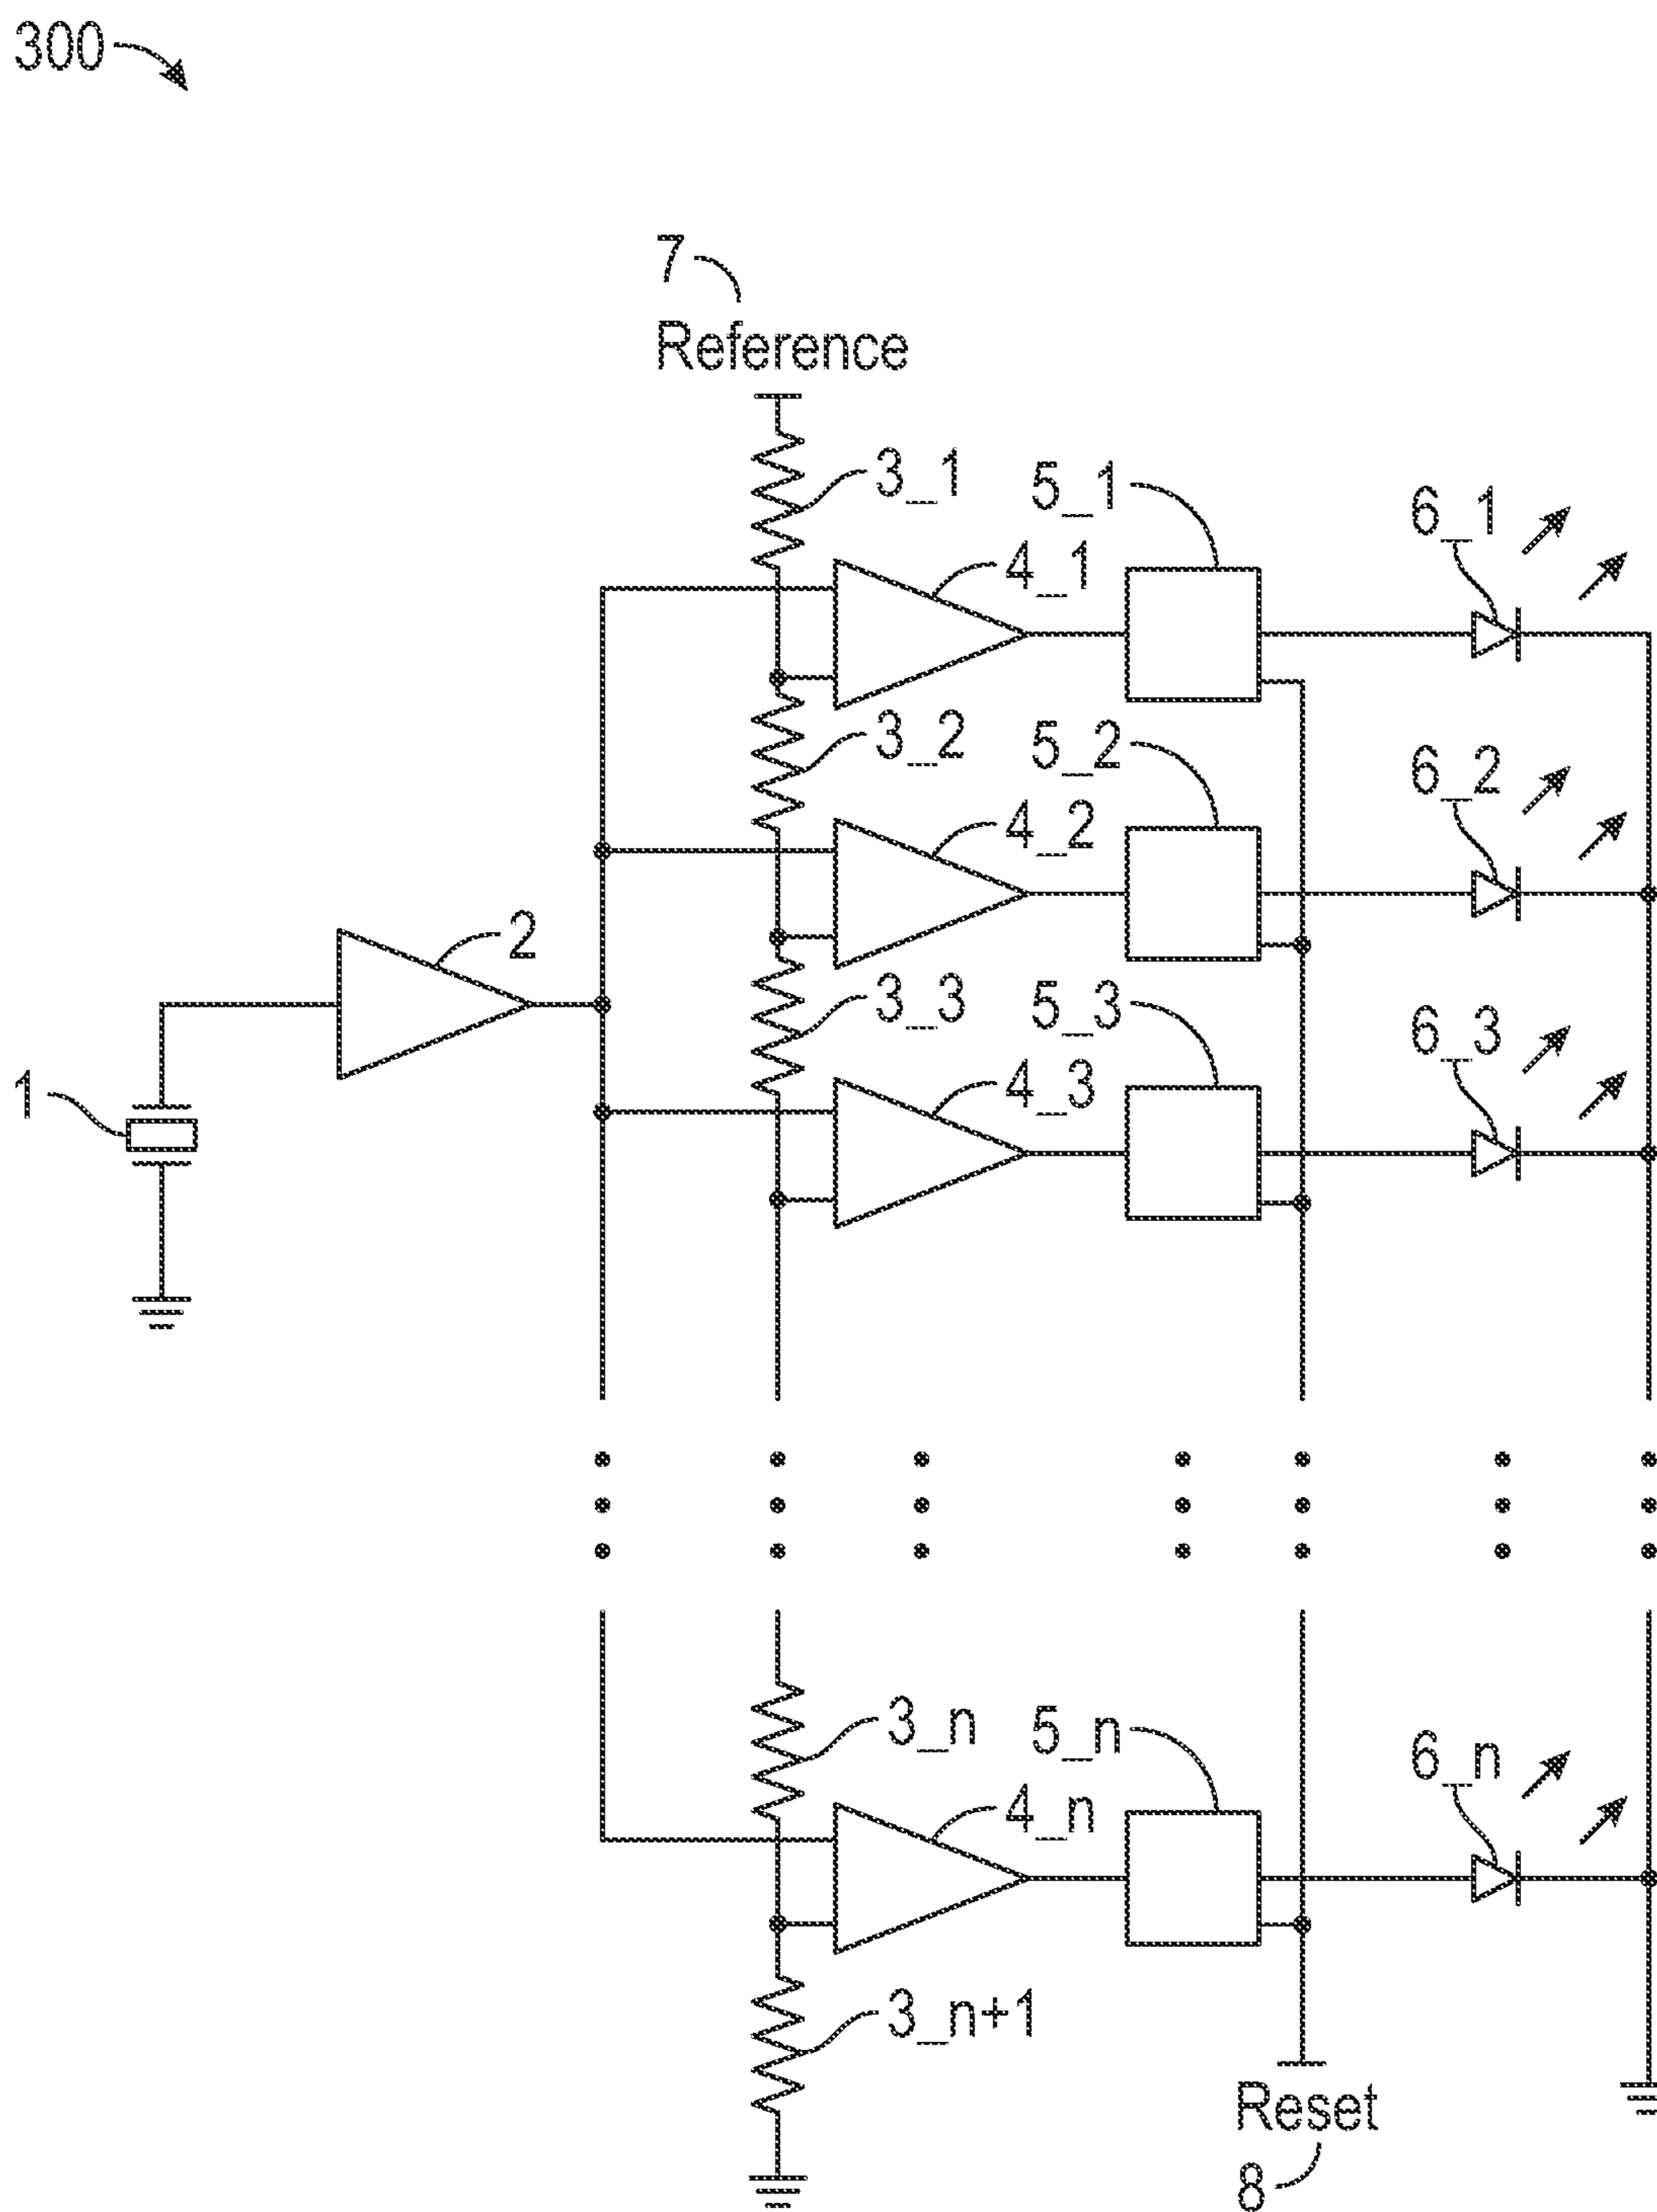 300
7
Reference
3_1
5_1
6_1
4_1
3_2
5_2
6_2
4_2
2
3_3
5_3
6_3
4_3
1
3_n
5_n
6_n
4_n
3_n+1
Reset
8